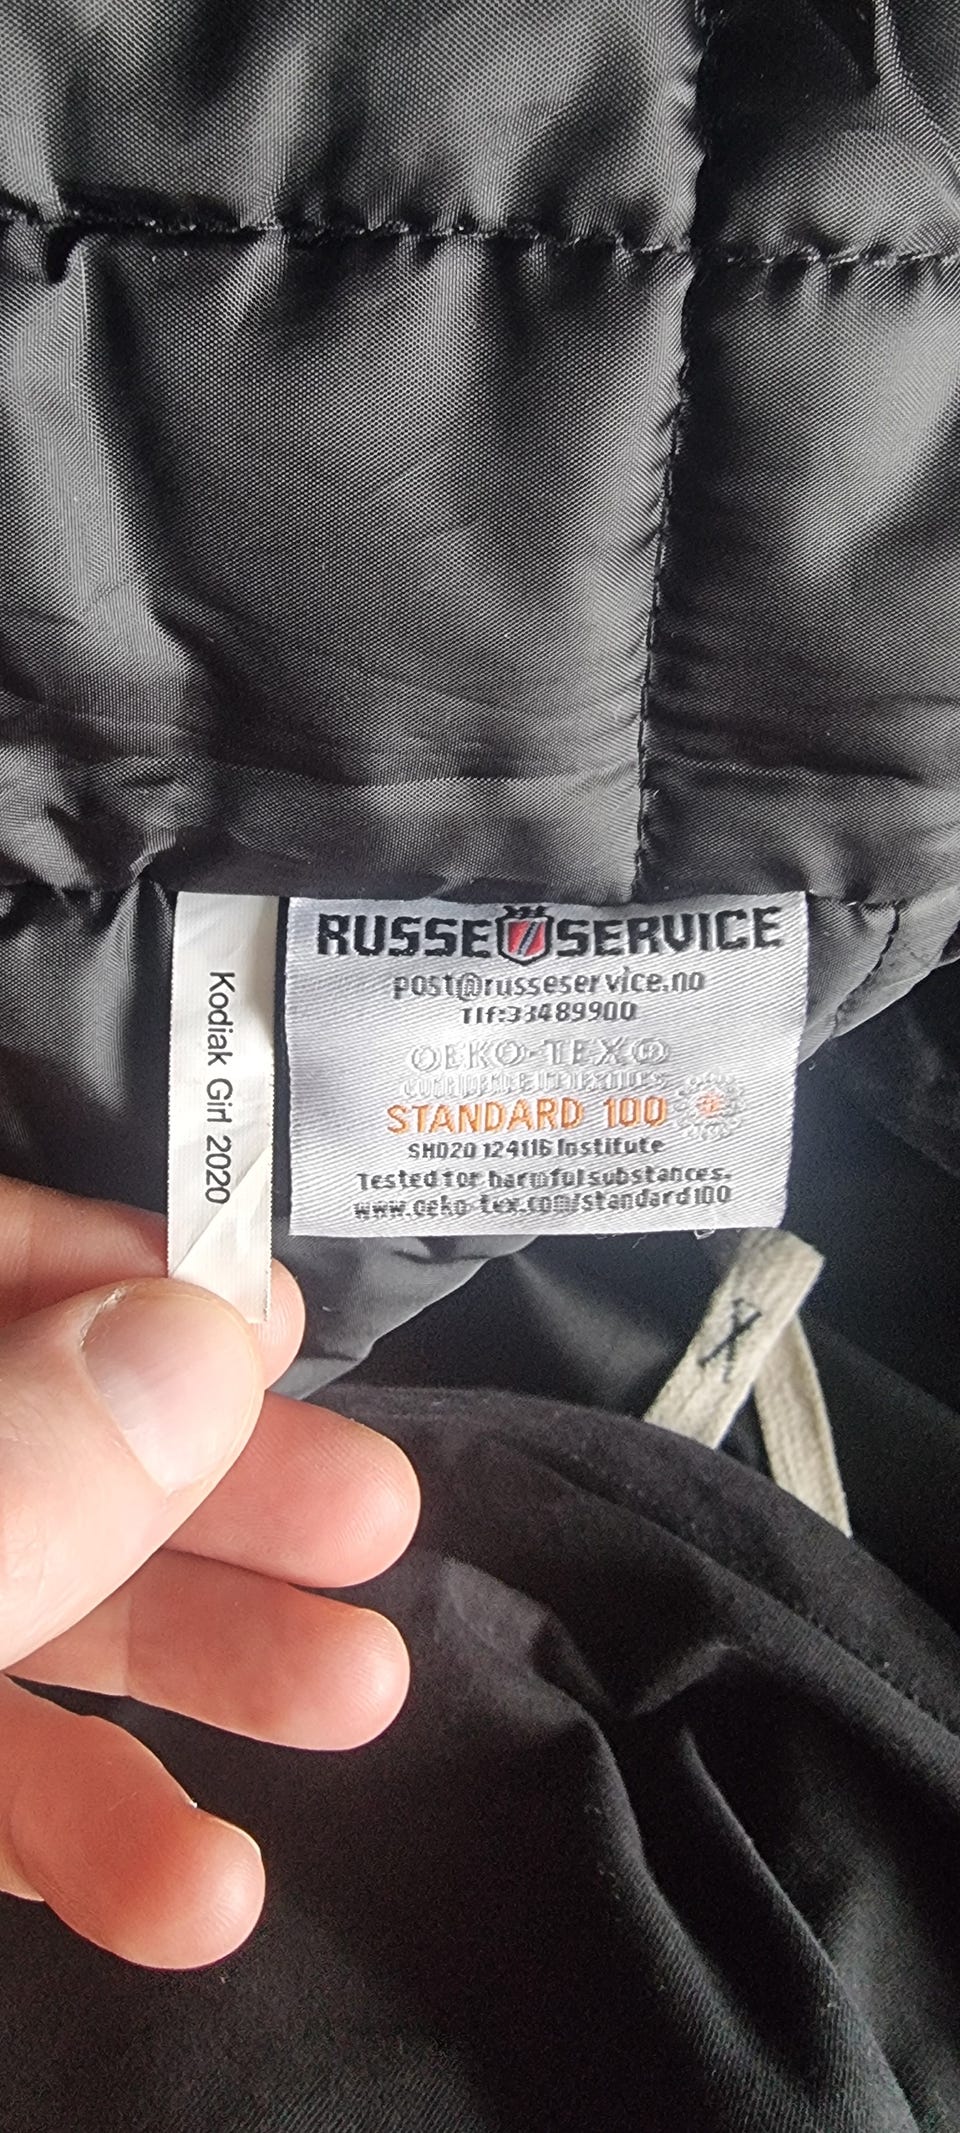 Kodiak Girl 2020
RUSSE SERVICE
post@russeservice.no
Tlf:33489900
OEKO-TEX®
STANDARD 100
SH020 124116 Institute
Tested for harmful substances.
www.oeko-tex.com/standard100
X